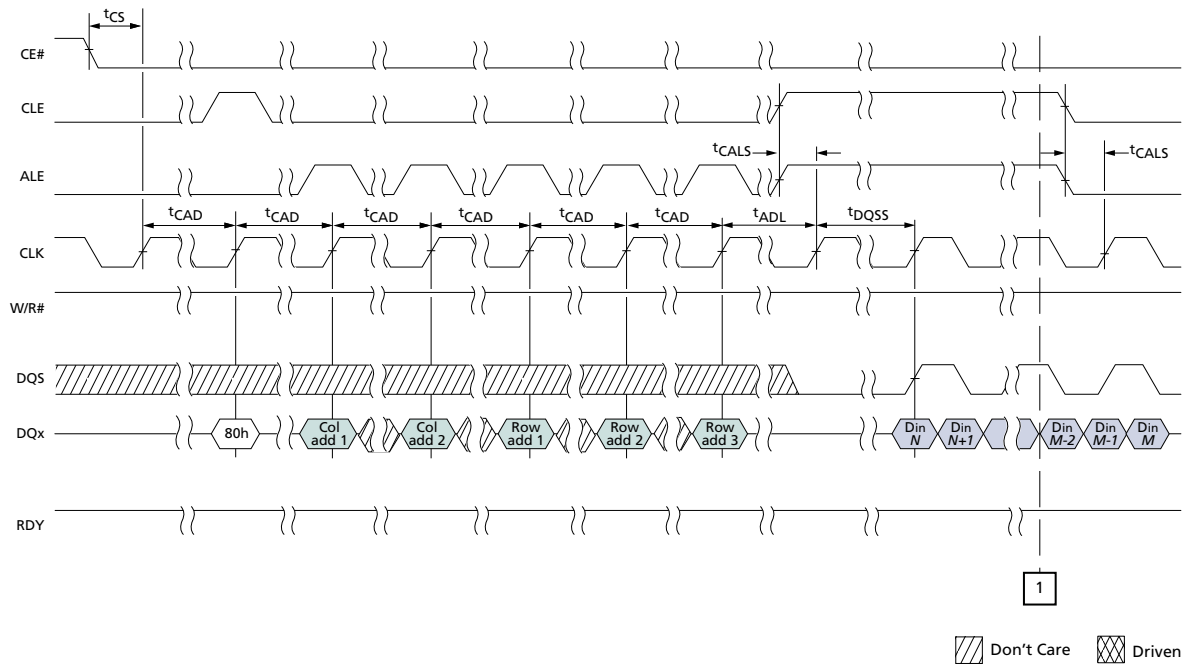 tCS
CE#
CLE
tCALS
tCALS
ALE
tCAD
tCAD
tCAD
tCAD
tCAD
tCAD
tADL
tDQSS
CLK
W/R#
DQS
DQx
80h
Col
add 1
Col
add 2
Row
add 1
Row
add 2
Row
add 3
Din
N
Din
N+1
Din
M-2
Din
M-1
Din
M
RDY
1
Don't Care
Driven